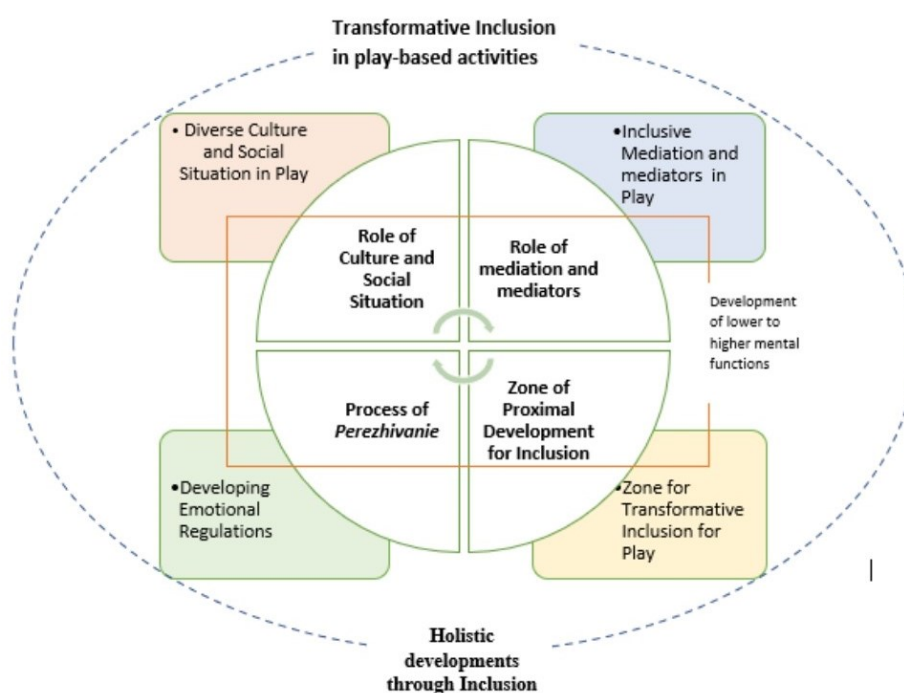 Transformative Inclusion
in play-based activities
• Diverse Culture
and Social
Situation in Play
•Inclusive
Mediation and
mediators in
Play
Role of
Culture and
Social
Situation
Role of
mediation and
mediators
Development
of lower to
higher mental
functions
Process of
Perezhivanie
Zone of
Proximal
Development
for Inclusion
•Developing
Emotional
Regulations
•Zone for
Transformative
Inclusion for
Play
Holistic
developments
through Inclusion